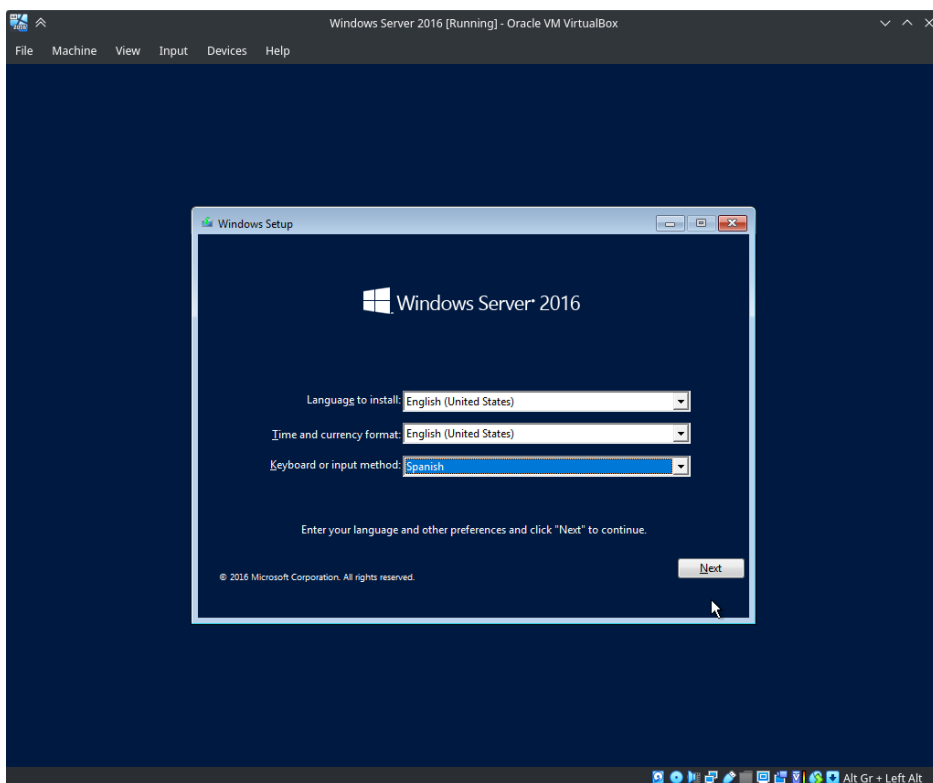 Windows Server 2016 [Running] - Oracle VM VirtualBox
File Machine View Input Devices Help
Windows Setup
Windows Server 2016
Language to install: English (United States)
Time and currency format: English (United States)
Keyboard or input method: Spanish
Enter your language and other preferences and click "Next" to continue.
Next
© 2016 Microsoft Corporation. All rights reserved.
Alt Gr + Left Alt